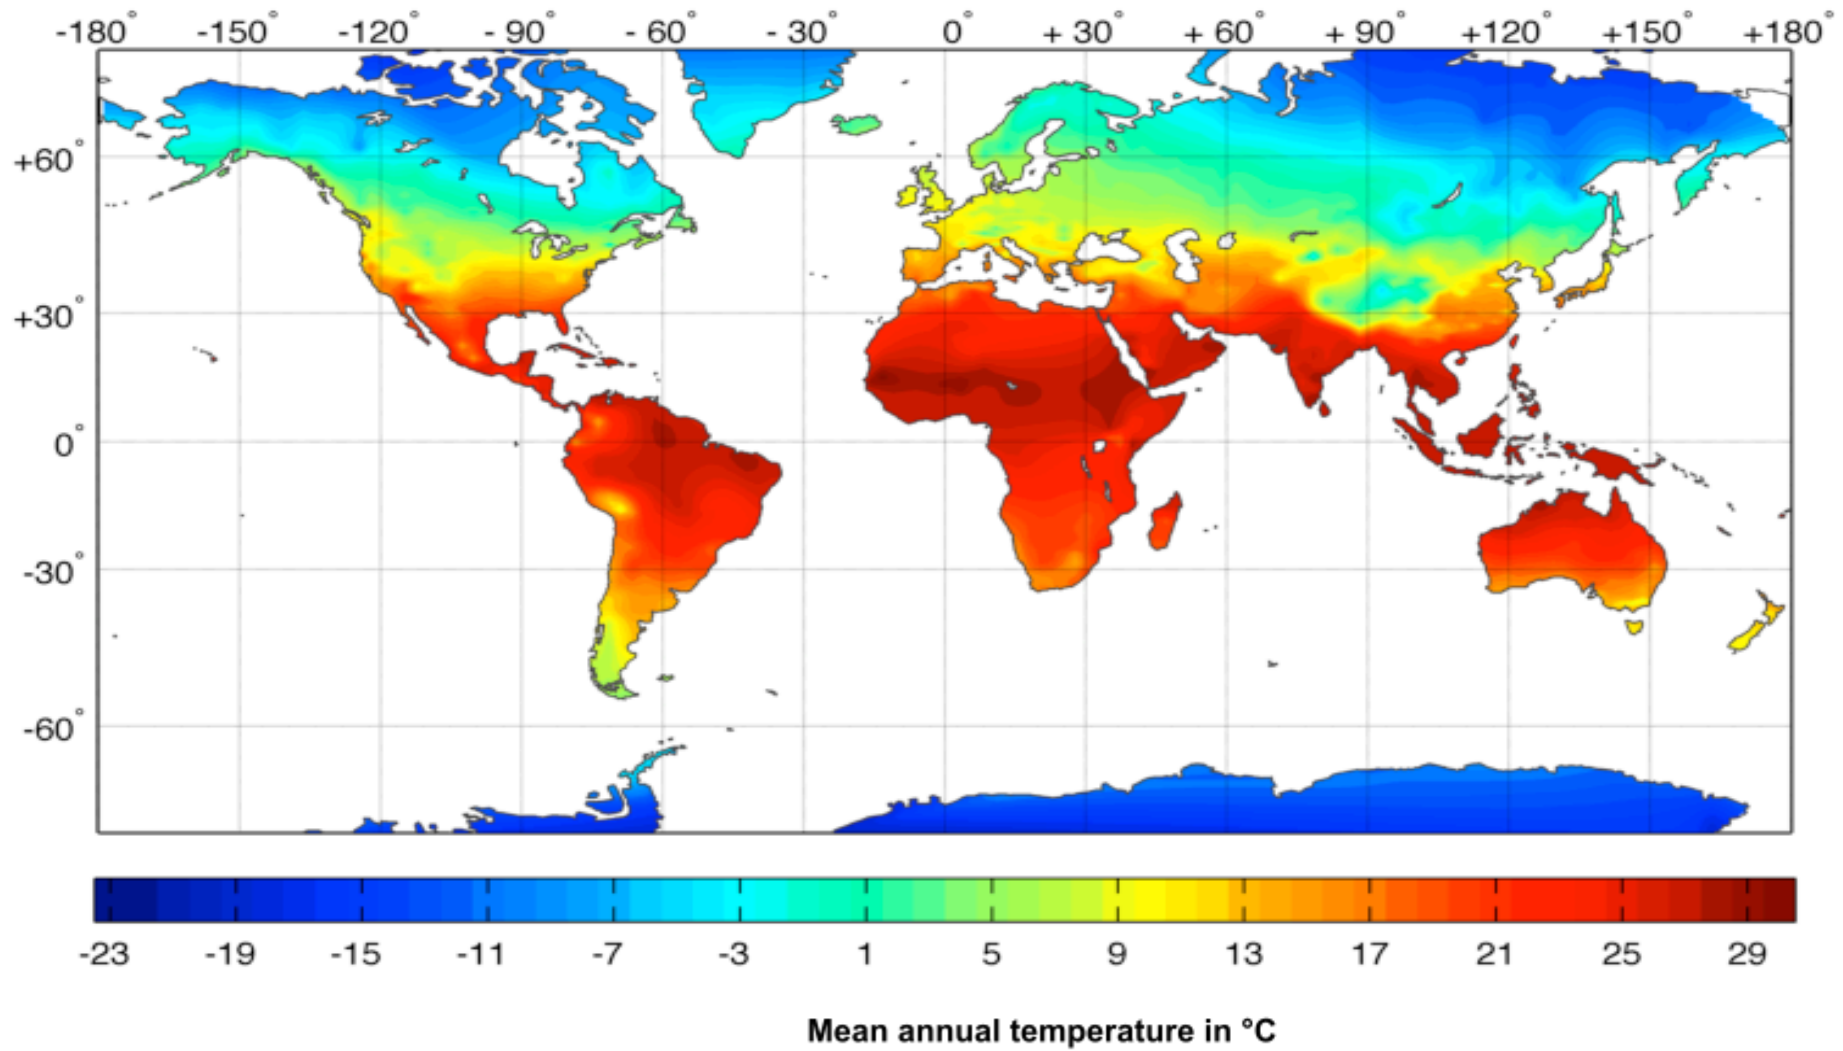 -180° -150° -120° - 90° - 60° - 30° 0° + 30° + 60° + 90° +120° +150° +180°
+60°
+30°
0°
-30°
-60°
-23 -19 -15 -11 -7 -3 1 5 9 13 17 21 25 29
Mean annual temperature in °C